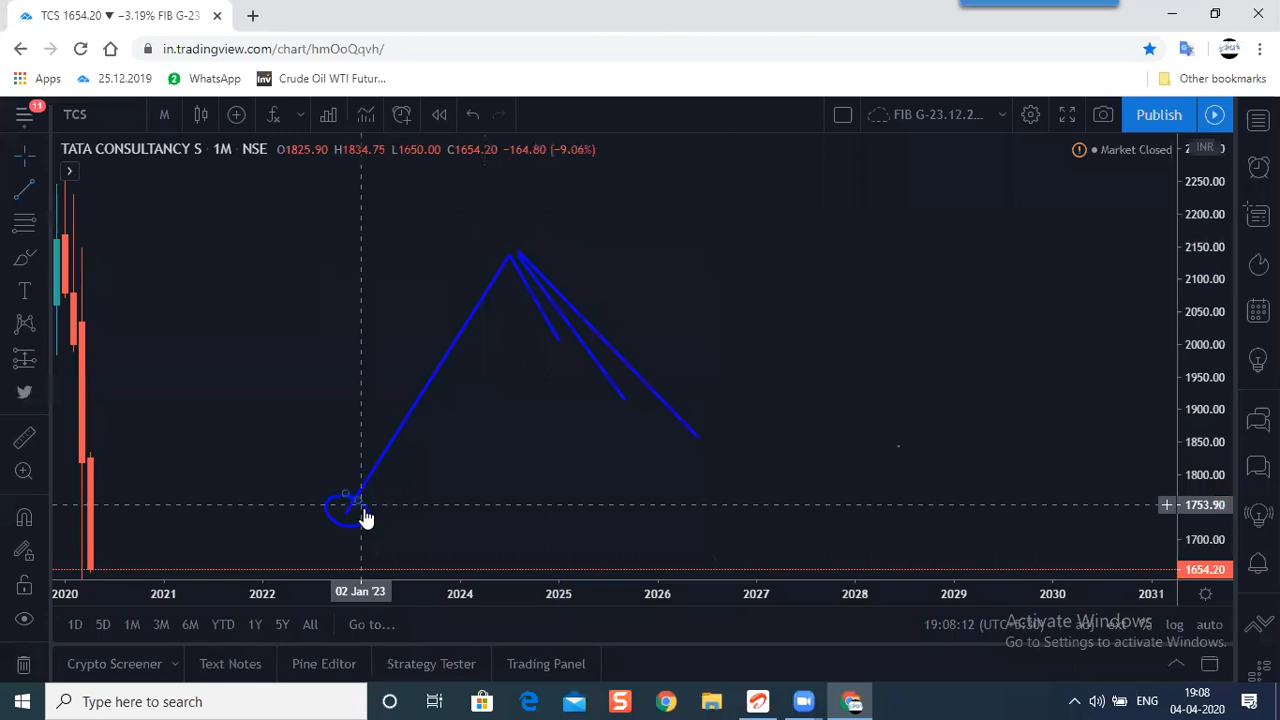 TCS 1654.20 ▼ −3.19% FIB G-23
in.tradingview.com/chart/hmOoQqvh/
Apps 25.12.2019 WhatsApp Crude Oil WTI Futur... Other bookmarks
11
TCS M FIB G-23.12.2... Publish
TATA CONSULTANCY S · 1M · NSE O1825.90 H1834.75 L1650.00 C1654.20 −164.80 (−9.06%) Market Closed INR
2250.00
2200.00
2150.00
2100.00
2050.00
2000.00
1950.00
1900.00
1850.00
1800.00
1753.90
1700.00
1654.20
2020 2021 2022 02 Jan '23 2024 2025 2026 2027 2028 2029 2030 2031
1D 5D 1M 3M 6M YTD 1Y 5Y All Go to... 19:08:12 (UTC+5:30) adj ext % log auto
Activate Windows
Go to Settings to activate Windows.
Crypto Screener Text Notes Pine Editor Strategy Tester Trading Panel
Type here to search ENG 19:08
04-04-2020